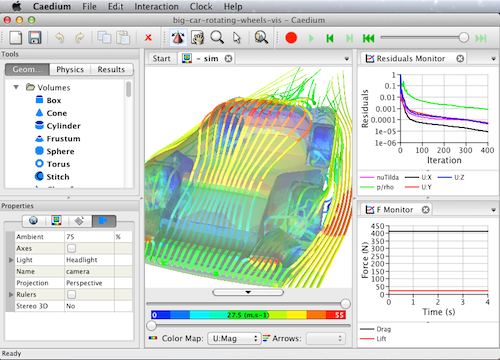 Caedium File Edit Interaction Clock Help
big-car-rotating-wheels-vis – Caedium
Tools
Geom... Physics Results
Volumes
Box
Cone
Cylinder
Frustum
Sphere
Torus
Stitch
Properties
Ambient 75 %
Axes
Light Headlight
Name camera
Projection Perspective
Rulers
Stereo 3D No
Start - sim
0 27.5 (m.s-1) 55
Color Map: U:Mag Arrows:
Residuals Monitor
Residuals
1
0.1
0.01
0.001
0.0001
1e-05
1e-06
0 100 200 300 400
Iteration
nuTilda U:X U:Z
p/rho U:Y
F Monitor
Force (N)
450
400
350
300
250
200
150
100
50
0
0 1 2 3 4
Time (s)
Drag
Lift
Ready